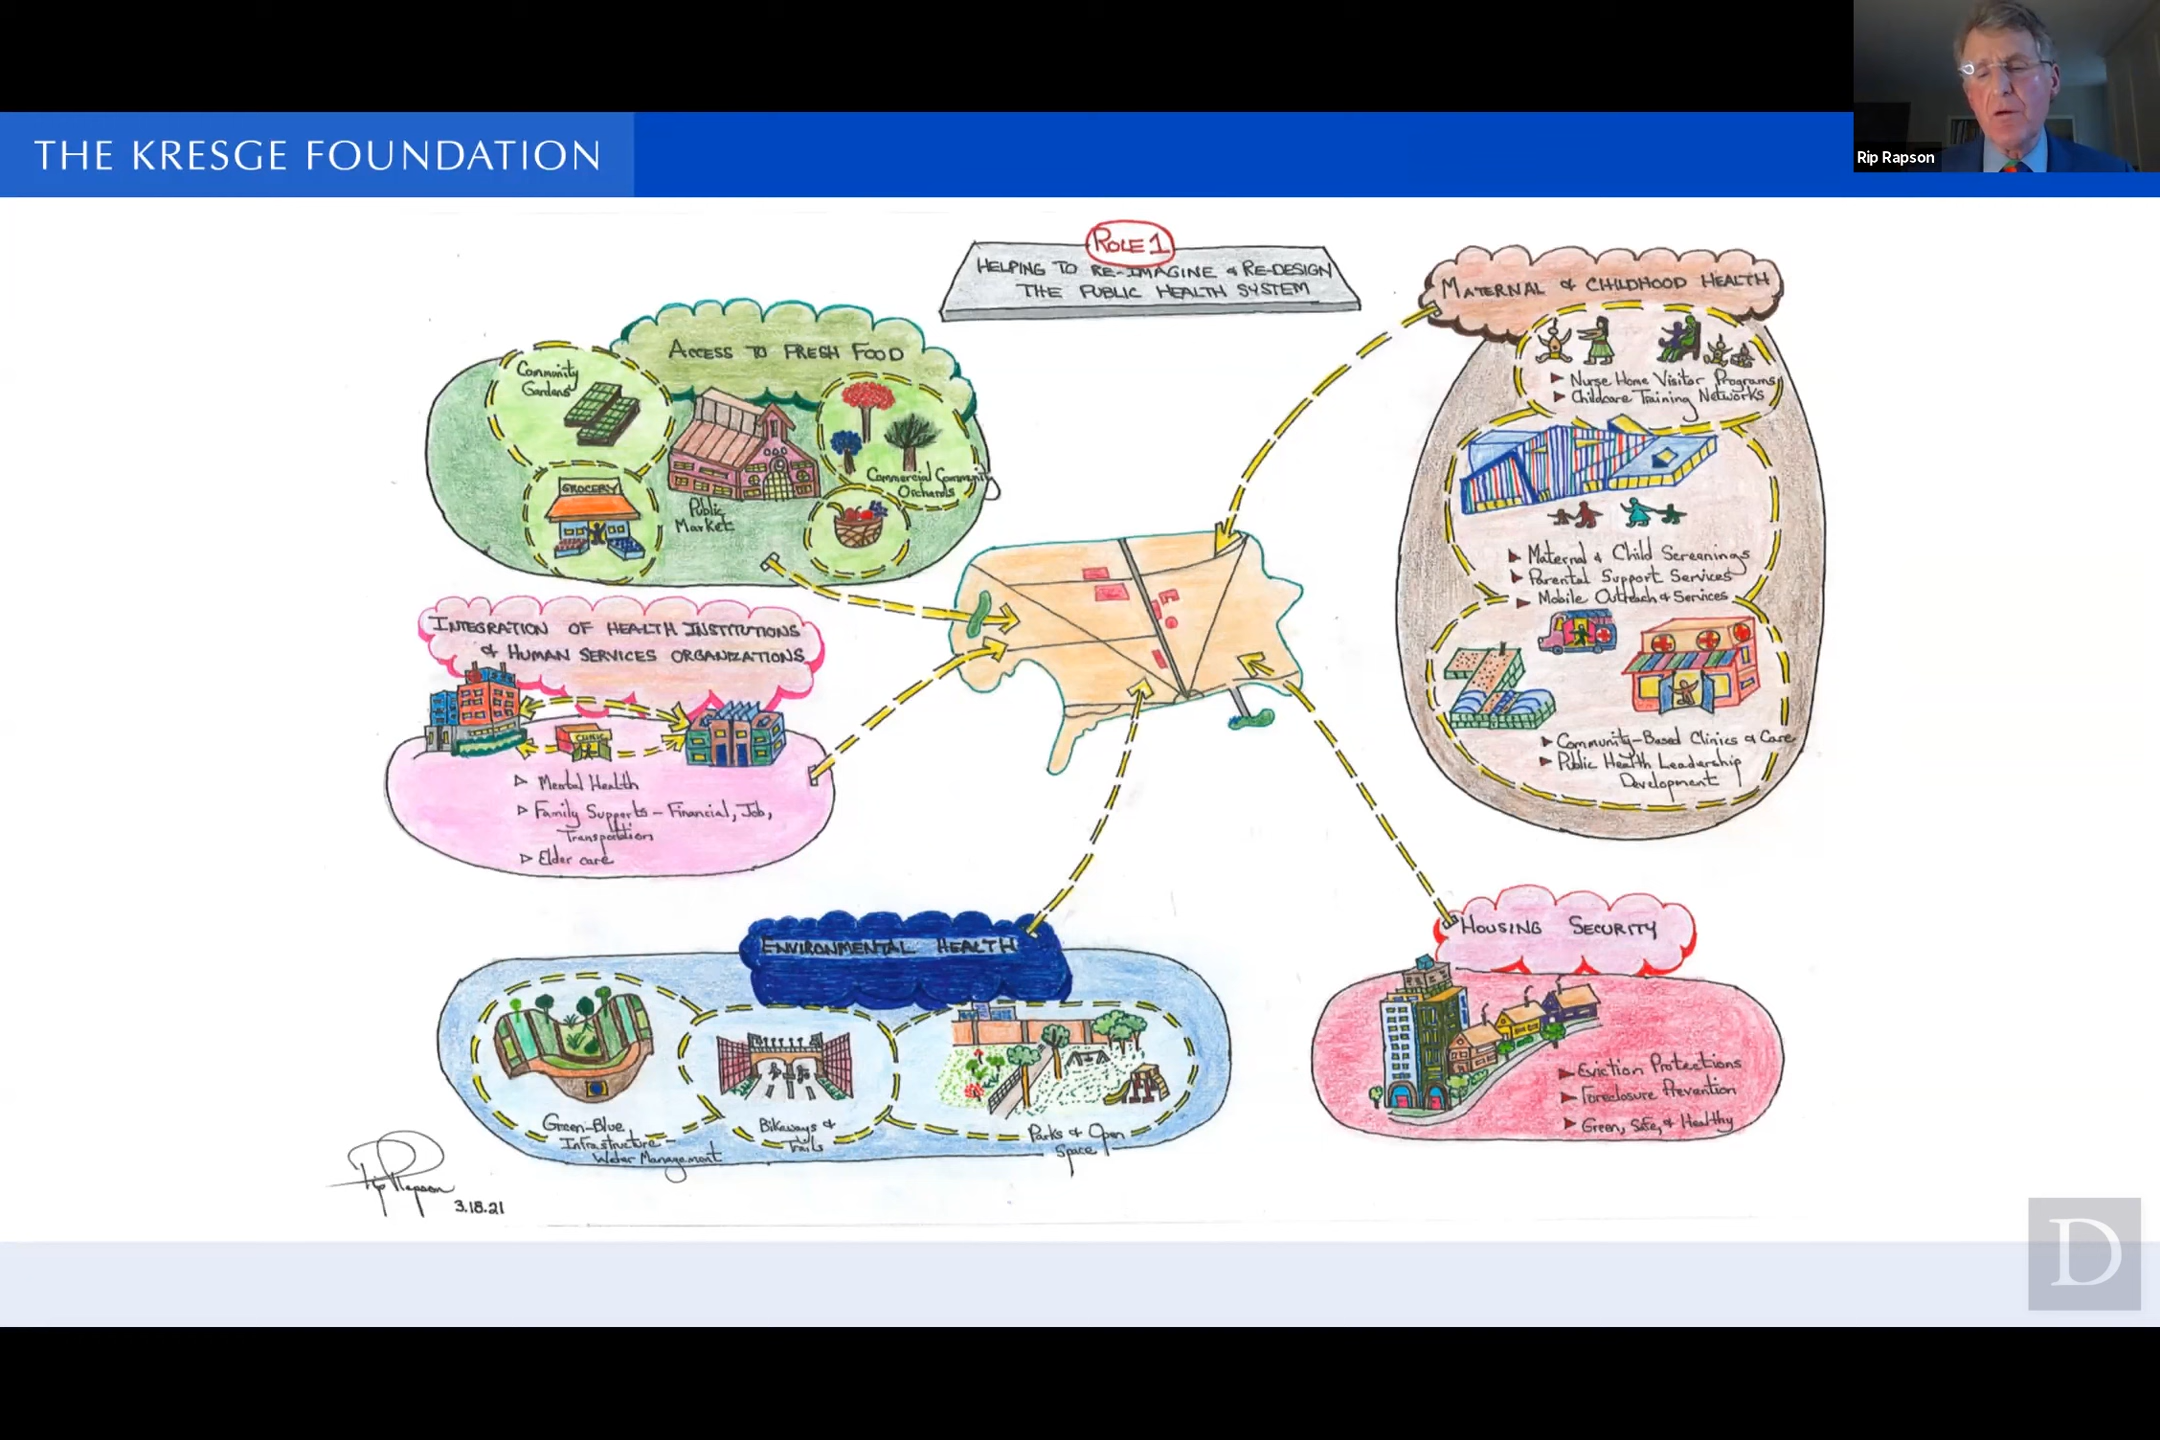 THE KRESGE FOUNDATION
Rip Rapson
ROLE 1
HELPING TO RE-IMAGINE & RE-DESIGN
THE PUBLIC HEALTH SYSTEM
ACCESS TO FRESH FOOD
Community
Gardens
GROCERY
Public
Market
Commercial Community
Orchards
INTEGRATION OF HEALTH INSTITUTIONS
& HUMAN SERVICES ORGANIZATIONS
CLINIC
Mental Health
Family Supports – Financial, Job,
Transportation
Elder care
MATERNAL & CHILDHOOD HEALTH
Nurse Home Visitor Programs
Childcare Training Networks
Maternal & Child Screenings
Parental Support Services
Mobile Outreach & Services
Community-Based Clinics & Care
Public Health Leadership
Development
ENVIRONMENTAL HEALTH
Green-Blue
Infrastructure –
Water Management
Bikeways &
Trails
Parks & Open
Space
HOUSING SECURITY
Eviction Protections
Foreclosure Prevention
Green, Safe, & Healthy
Rip Rapson
3.18.21
D